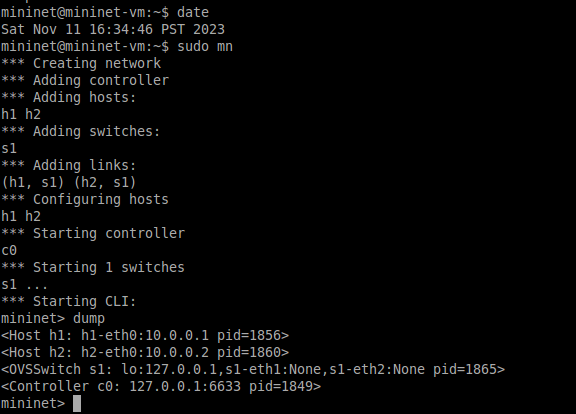 mininet@mininet-vm:~$ date
Sat Nov 11 16:34:46 PST 2023
mininet@mininet-vm:~$ sudo mn
*** Creating network
*** Adding controller
*** Adding hosts:
h1 h2
*** Adding switches:
s1
*** Adding links:
(h1, s1) (h2, s1)
*** Configuring hosts
h1 h2
*** Starting controller
c0
*** Starting 1 switches
s1 ...
*** Starting CLI:
mininet> dump
<Host h1: h1-eth0:10.0.0.1 pid=1856>
<Host h2: h2-eth0:10.0.0.2 pid=1860>
<OVSSwitch s1: lo:127.0.0.1,s1-eth1:None,s1-eth2:None pid=1865>
<Controller c0: 127.0.0.1:6633 pid=1849>
mininet>